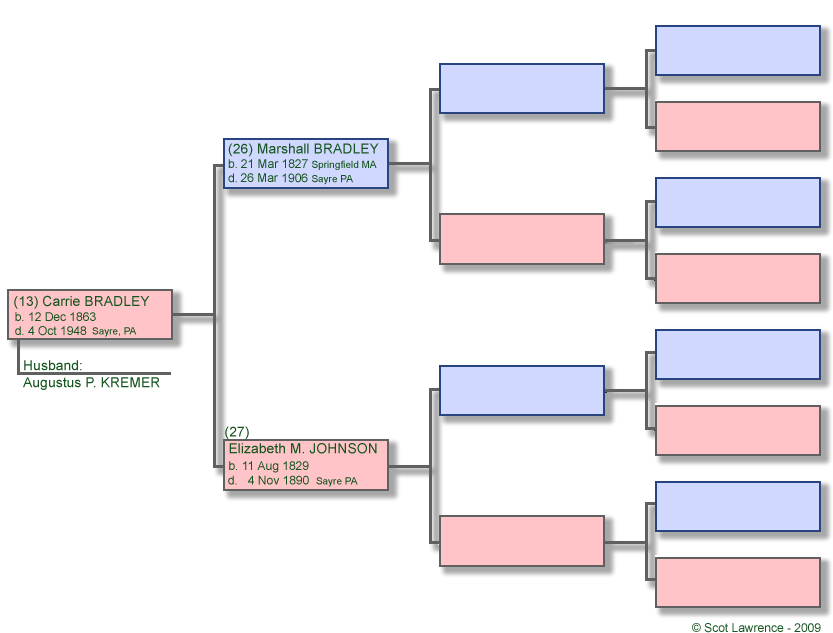 (26) Marshall BRADLEY
b. 21 Mar 1827 Springfield MA
d. 26 Mar 1906 Sayre PA
(13) Carrie BRADLEY
b. 12 Dec 1863
d. 4 Oct 1948 Sayre, PA
Husband:
Augustus P. KREMER
(27)
Elizabeth M. JOHNSON
b. 11 Aug 1829
d. 4 Nov 1890 Sayre PA
© Scot Lawrence - 2009